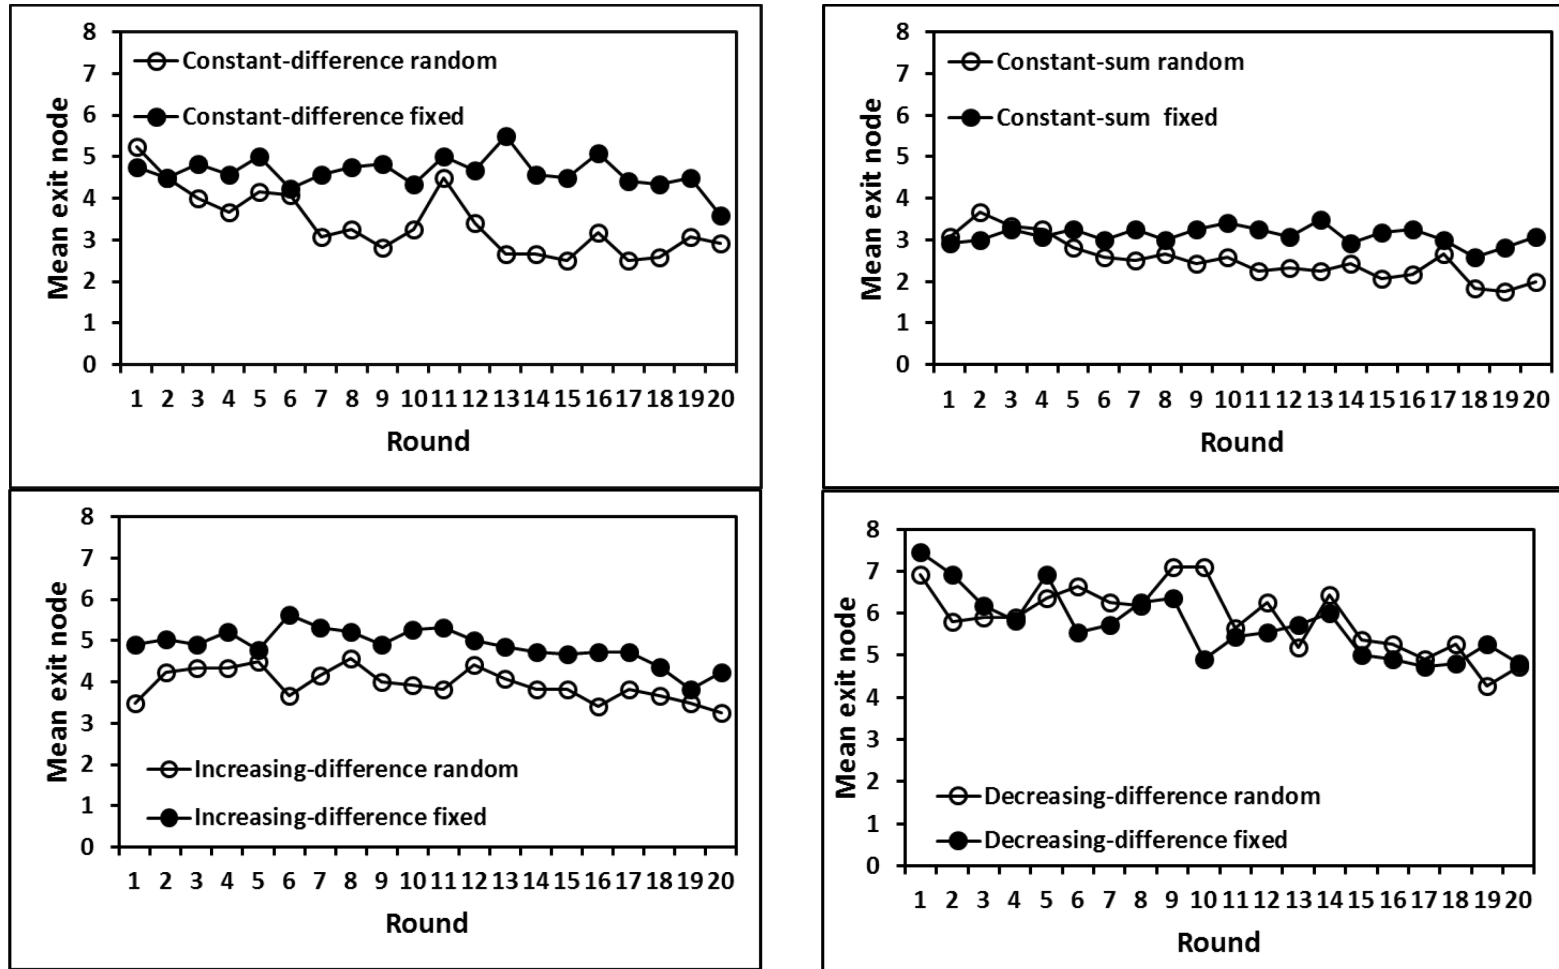 8
7
6
5
4
3
2
1
0
Mean exit node
Constant-difference random
Constant-difference fixed
1 2 3 4 5 6 7 8 9 10 11 12 13 14 15 16 17 18 19 20
Round
8
7
6
5
4
3
2
1
0
Mean exit node
Constant-sum random
Constant-sum fixed
1 2 3 4 5 6 7 8 9 10 11 12 13 14 15 16 17 18 19 20
Round
8
7
6
5
4
3
2
1
0
Mean exit node
Increasing-difference random
Increasing-difference fixed
1 2 3 4 5 6 7 8 9 10 11 12 13 14 15 16 17 18 19 20
Round
8
7
6
5
4
3
2
1
0
Mean exit node
Decreasing-difference random
Decreasing-difference fixed
1 2 3 4 5 6 7 8 9 10 11 12 13 14 15 16 17 18 19 20
Round